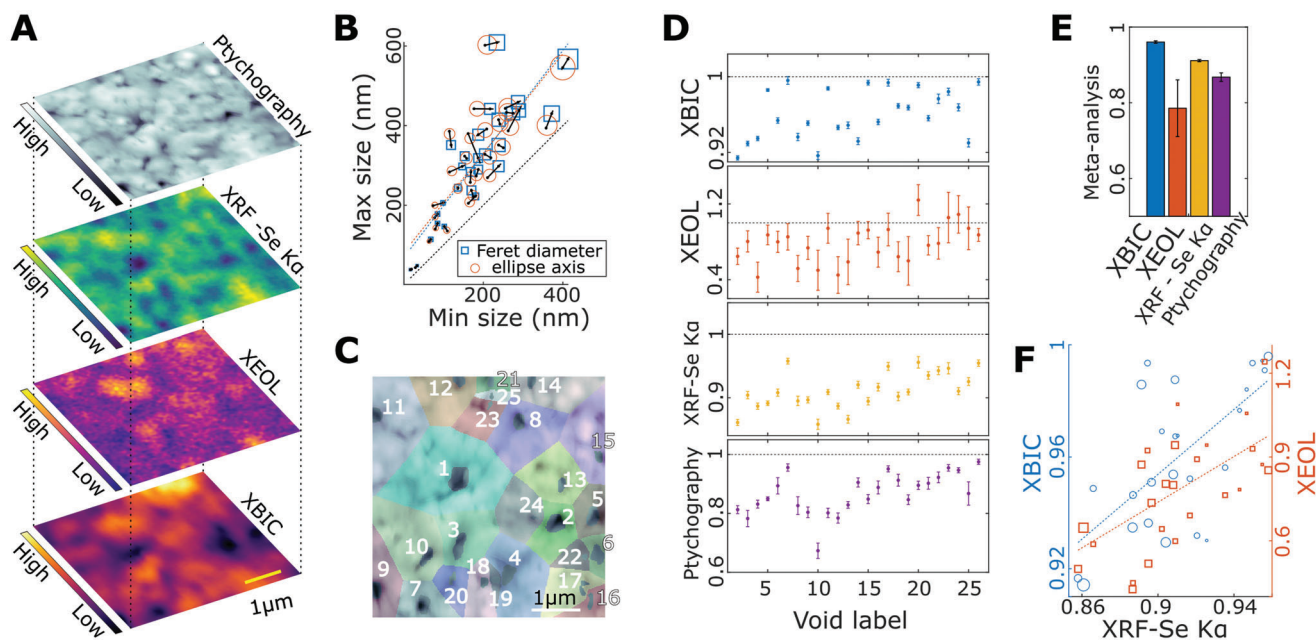 A
Ptychography
High
Low
XRF -Se Kα
High
Low
XEOL
High
Low
XBIC
High
Low
1µm
B
600
400
200
Max size (nm)
Feret diameter
ellipse axis
200
400
Min size (nm)
C
12
21
14
25
11
23
8
15
1
13
24
5
2
3
10
6
4
22
9
18
17
7
20
19
1µm
16
D
XBIC
1
0.92
XEOL
1.2
0.4
XRF-Se Kα
1
0.9
Ptychography
1
0.8
0.6
5
10
15
20
25
Void label
E
Meta-analysis
1
0.8
0.6
XBIC
XEOL
XRF - Se Kα
Ptychography
F
XBIC
1
0.96
0.92
XEOL
1.2
0.9
0.6
0.86
0.9
0.94
XRF-Se Kα